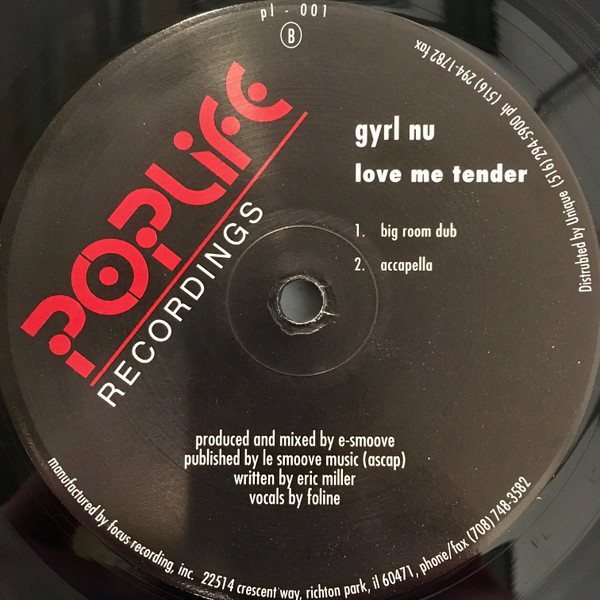 pl - 001
B
POPLIFE
RECORDINGS
gyrl nu
love me tender
1. big room dub
2. accapella
produced and mixed by e-smoove
published by le smoove music (ascap)
written by eric miller
vocals by foline
manufactured by focus recording, inc. 22514 crescent way, richton park, il 60471, phone/fax (708) 748-3582
Disrubted by Unique (516) 294-5900 ph (516) 294-1782 fax